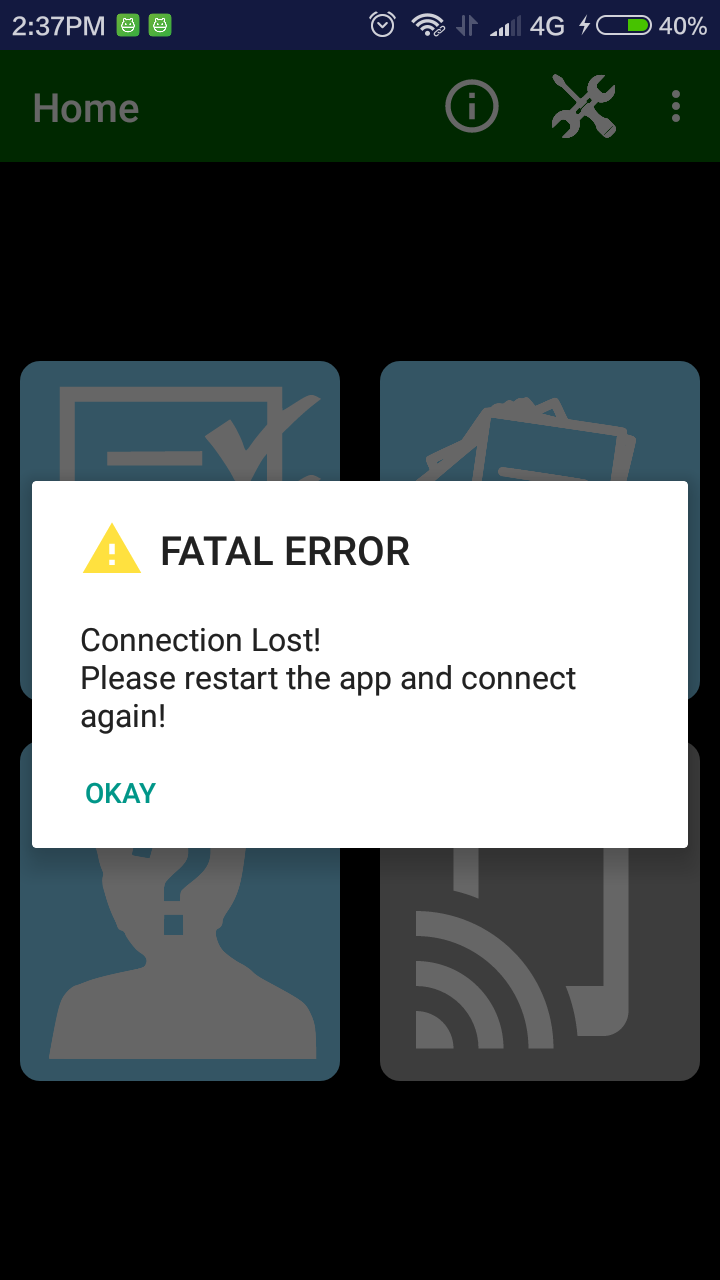 2:37PM 4G 40%
Home
FATAL ERROR
Connection Lost!
Please restart the app and connect
again!
OKAY